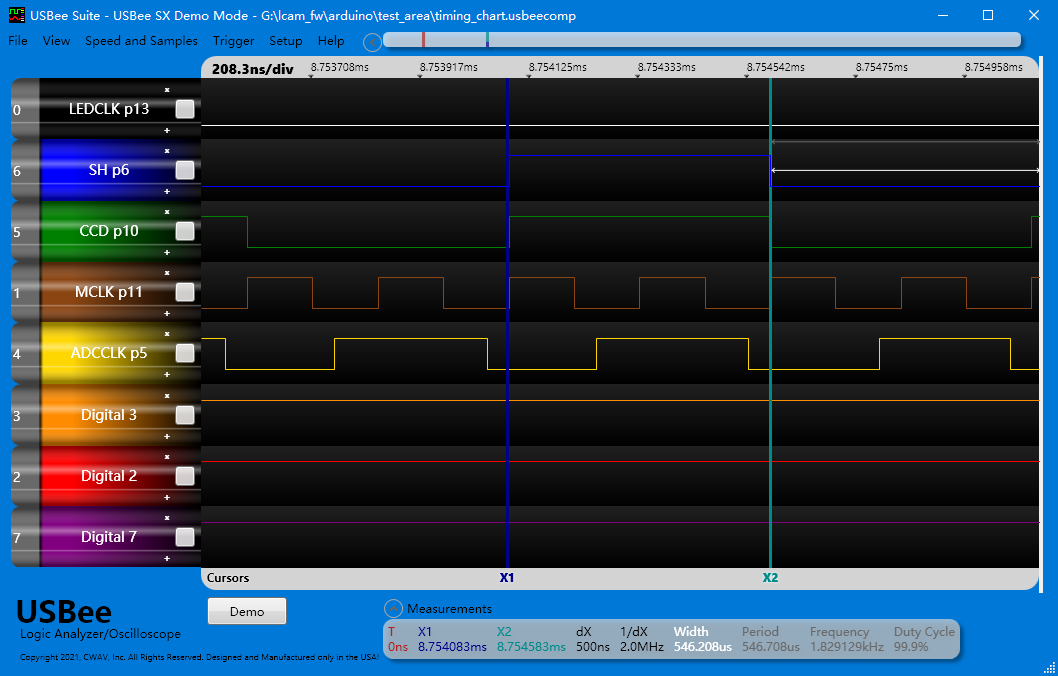 USBee Suite - USBee SX Demo Mode - G:\lcam_fw\arduino\test_area\timing_chart.usbeecomp
File View Speed and Samples Trigger Setup Help
208.3ns/div 8.753708ms 8.753917ms 8.754125ms 8.754333ms 8.754542ms 8.75475ms 8.754958ms
0 LEDCLK p13
6 SH p6
5 CCD p10
1 MCLK p11
4 ADCCLK p5
3 Digital 3
2 Digital 2
7 Digital 7
Cursors X1 X2
USBee
Logic Analyzer/Oscilloscope
Copyright 2021, CWAV, Inc. All Rights Reserved. Designed and Manufactured only in the USA!
Demo
Measurements
T X1 X2 dX 1/dX Width Period Frequency Duty Cycle
0ns 8.754083ms 8.754583ms 500ns 2.0MHz 546.208us 546.708us 1.829129kHz 99.9%